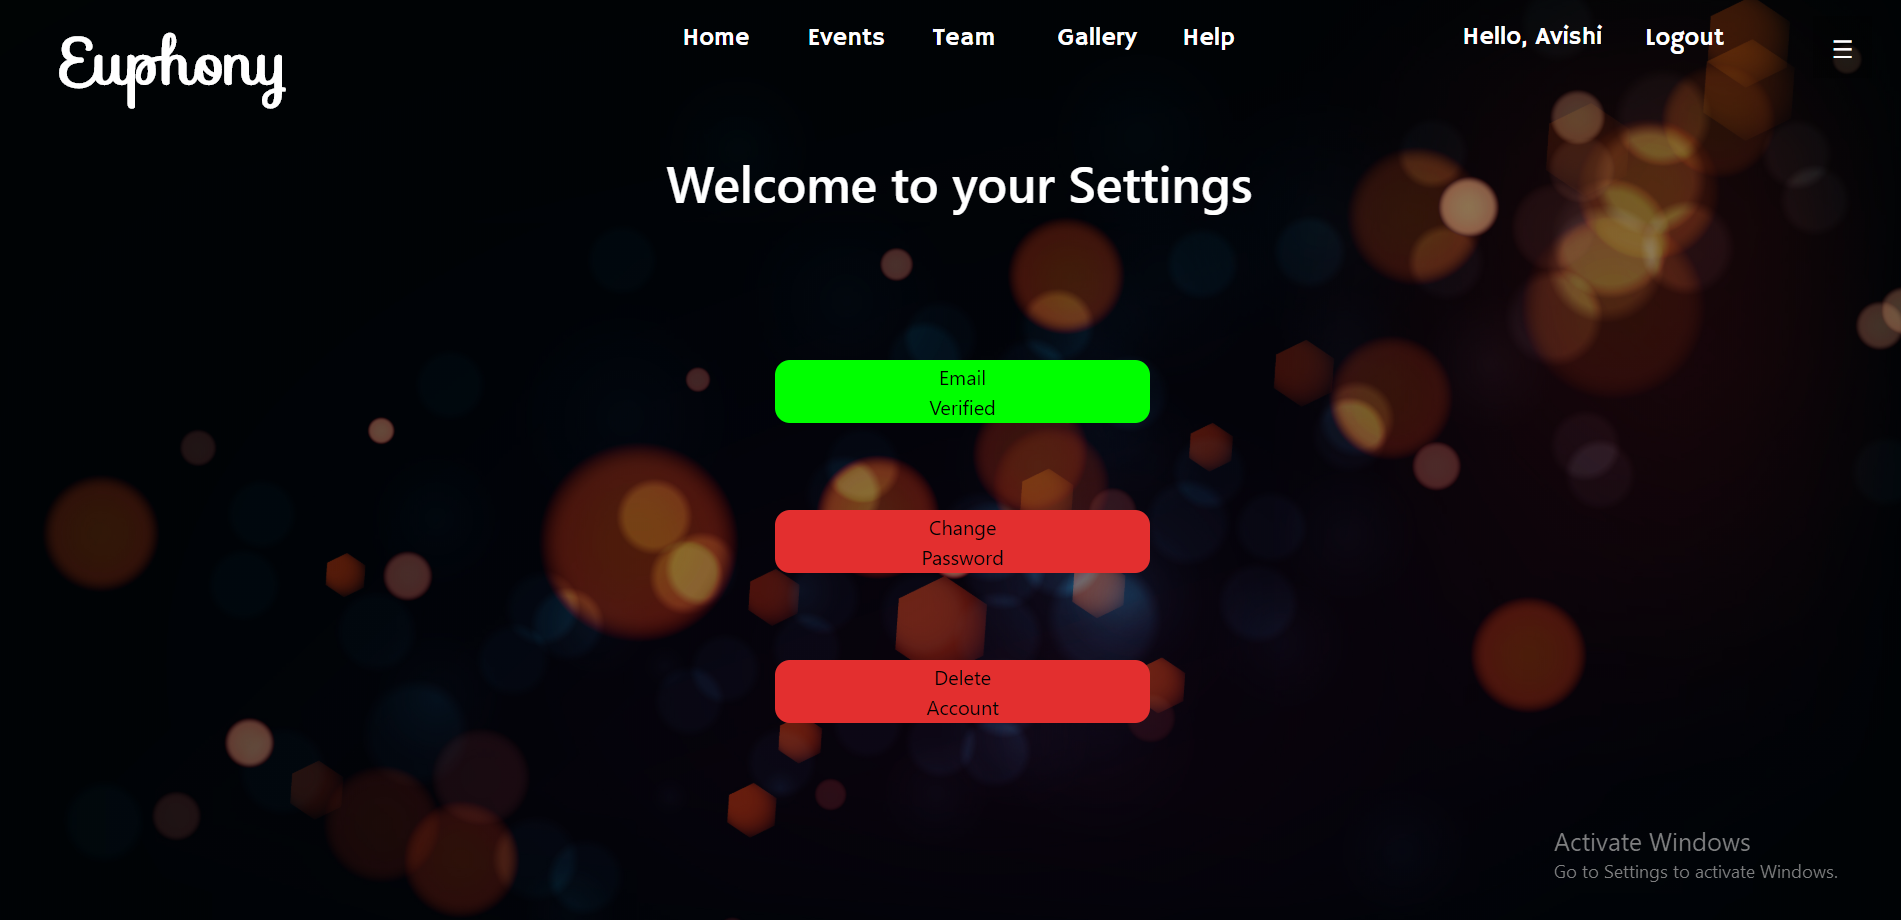 Euphony
Home Events Team Gallery Help Hello, Avishi Logout
Welcome to your Settings
Email
Verified
Change
Password
Delete
Account
Activate Windows
Go to Settings to activate Windows.